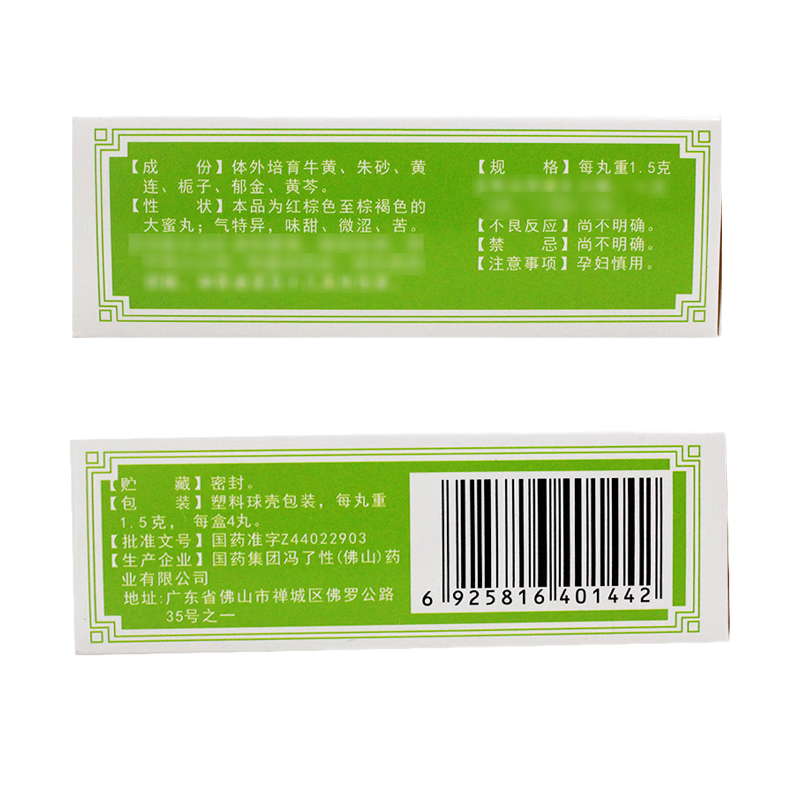 【成　份】体外培育牛黄、朱砂、黄
连、栀子、郁金、黄芩。
【性　状】本品为红棕色至棕褐色的
大蜜丸；气特异，味甜、微涩、苦。
【规　格】每丸重1.5克
【不良反应】尚不明确。
【禁　忌】尚不明确。
【注意事项】孕妇慎用。
【贮　藏】密封。
【包　装】塑料球壳包装，每丸重
1.5克，每盒4丸。
【批准文号】国药准字Z44022903
【生产企业】国药集团冯了性(佛山)药
业有限公司
地址:广东省佛山市禅城区佛罗公路
35号之一
6 925816 401442